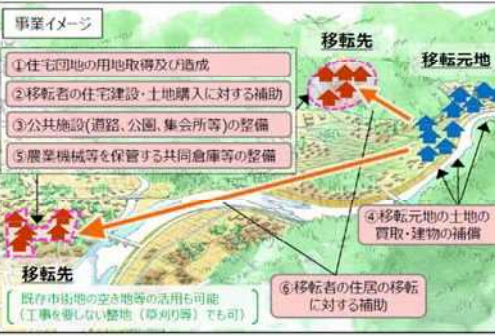 事業イメージ
移転先
移転元地
①住宅団地の用地取得及び造成
②移転者の住宅建設・土地購入に対する補助
③公共施設(道路、公園、集会所等)の整備
⑤農業機械等を保管する共同倉庫等の整備
④移転元地の土地の
買取・建物の補償
移転先
⑥移転者の住居の移転
に対する補助
既存市街地の空き地等の活用も可能
(工事を要しない整地(草刈り等)でも可)